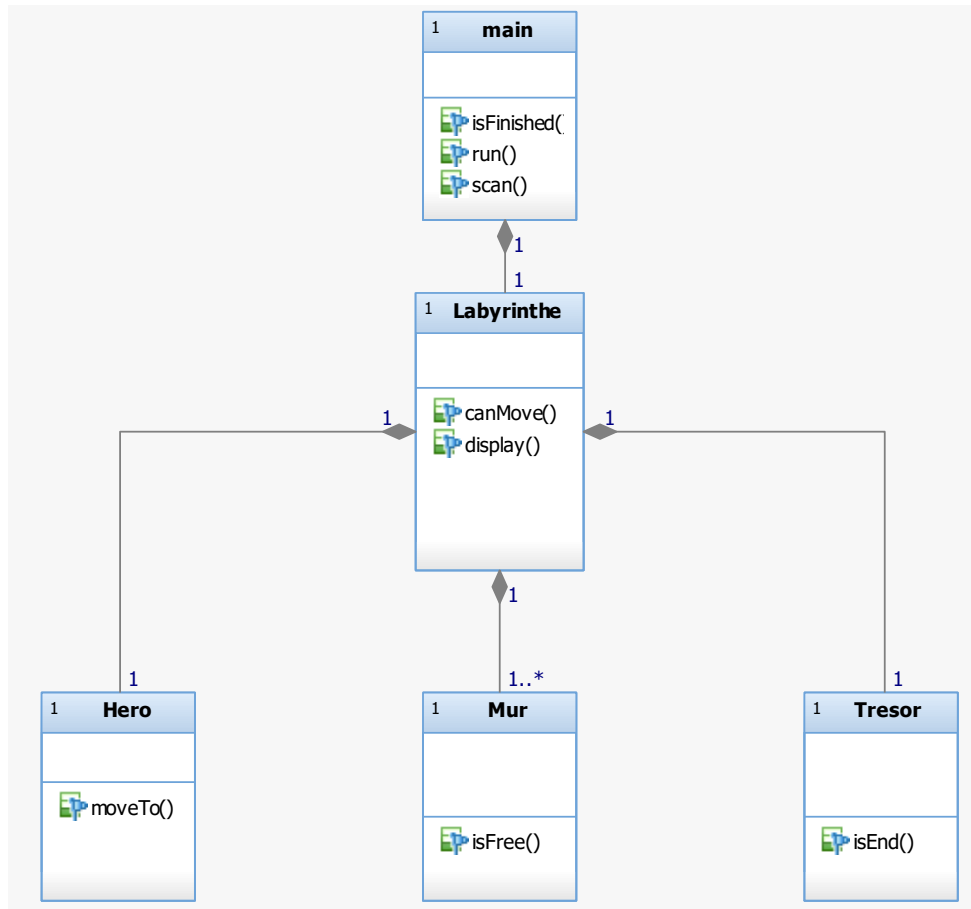 1 main
isFinished()
run()
scan()
1
1
1 Labyrinthe
canMove()
display()
1
1
1
1
1..*
1
1 Hero
moveTo()
1 Mur
isFree()
1 Tresor
isEnd()